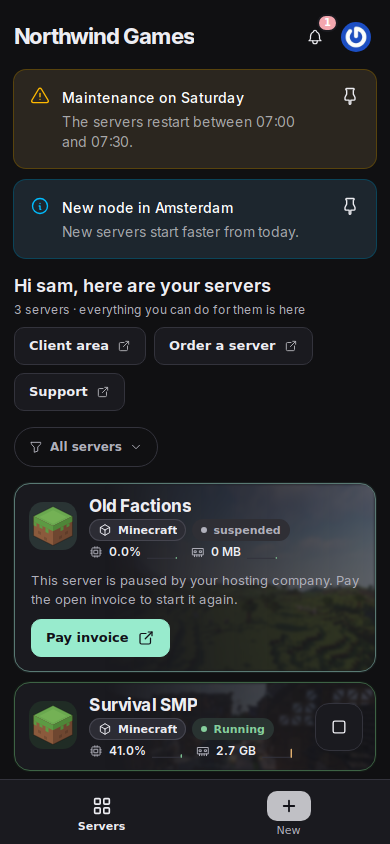 Northwind Games
1
Maintenance on Saturday
The servers restart between 07:00
and 07:30.
New node in Amsterdam
New servers start faster from today.
Hi sam, here are your servers
3 servers · everything you can do for them is here
Client area
Order a server
Support
All servers
Old Factions
Minecraft
suspended
0.0%
0 MB
This server is paused by your hosting company. Pay
the open invoice to start it again.
Pay invoice
Survival SMP
Minecraft
Running
41.0%
2.7 GB
Servers
New